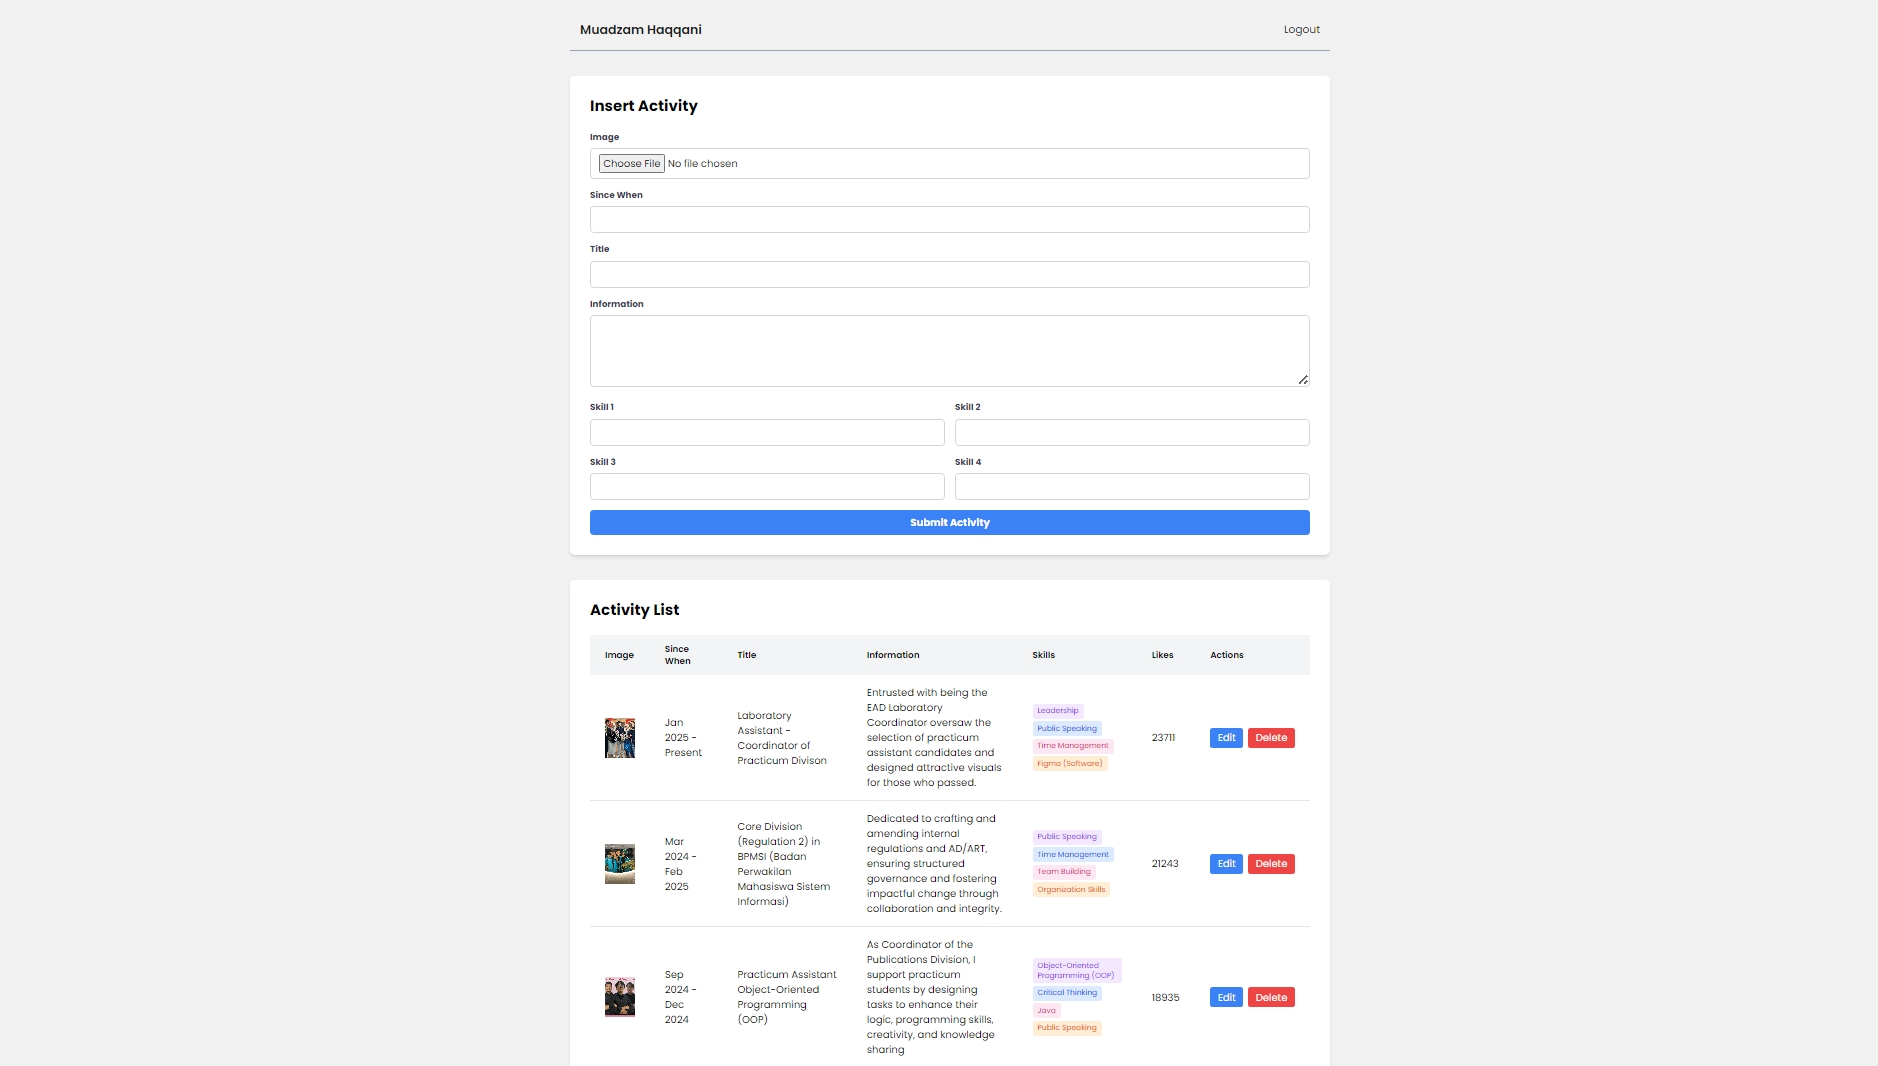 Muadzam Haqqani
Logout
Insert Activity
Image
Choose File No file chosen
Since When
Title
Information
Skill 1
Skill 2
Skill 3
Skill 4
Submit Activity
Activity List
Image
Since
When
Title
Information
Skills
Likes
Actions
Jan
2025 -
Present
Laboratory
Assistant -
Coordinator of
Practicum Divison
Entrusted with being the
EAD Laboratory
Coordinator oversaw the
selection of practicum
assistant candidates and
designed attractive visuals
for those who passed.
Leadership
Public Speaking
Time Management
Figma (Software)
23711
Edit
Delete
Mar
2024 -
Feb
2025
Core Division
(Regulation 2) in
BPMSI (Badan
Perwakilan
Mahasiswa Sistem
Informasi)
Dedicated to crafting and
amending internal
regulations and AD/ART,
ensuring structured
governance and fostering
impactful change through
collaboration and integrity.
Public Speaking
Time Management
Team Building
Organization Skills
21243
Edit
Delete
Sep
2024 -
Dec
2024
Practicum Assistant
Object-Oriented
Programming
(OOP)
As Coordinator of the
Publications Division, I
support practicum
students by designing
tasks to enhance their
logic, programming skills,
creativity, and knowledge
sharing
Object-Oriented
Programming (OOP)
Critical Thinking
Java
Public Speaking
18935
Edit
Delete